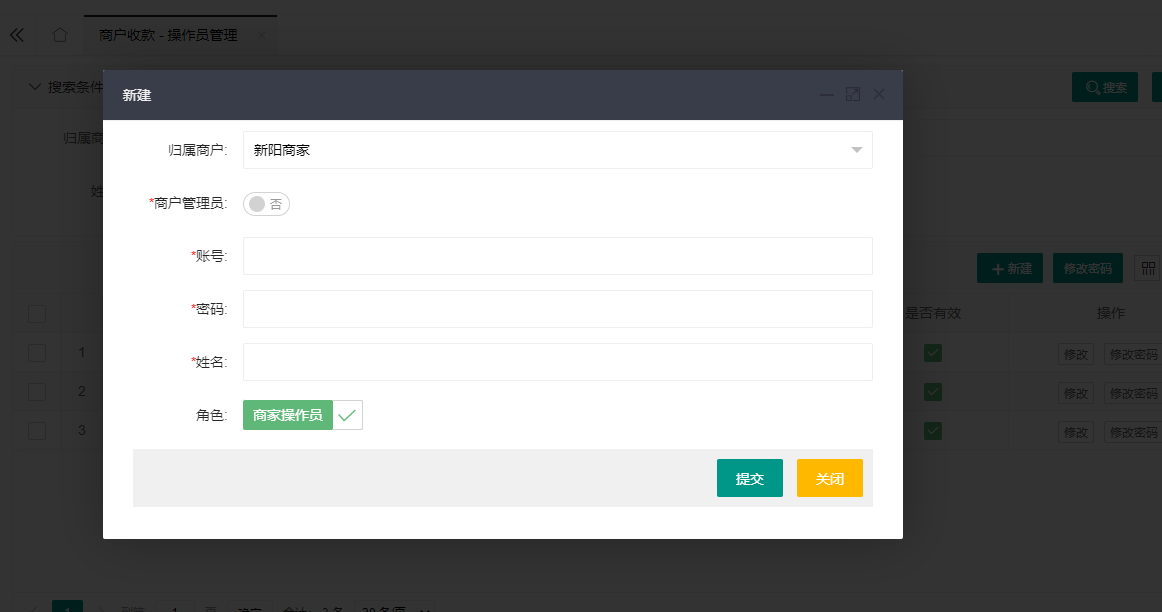 商户收款 - 操作员管理
搜索条件
搜索
新建
归属商
归属商户:
新阳商家
姓
*商户管理员:
否
*账号:
*密码:
*姓名:
角色:
商家操作员
提交
关闭
新建
修改密码
是否有效
操作
1
修改
修改密码
2
修改
修改密码
3
修改
修改密码